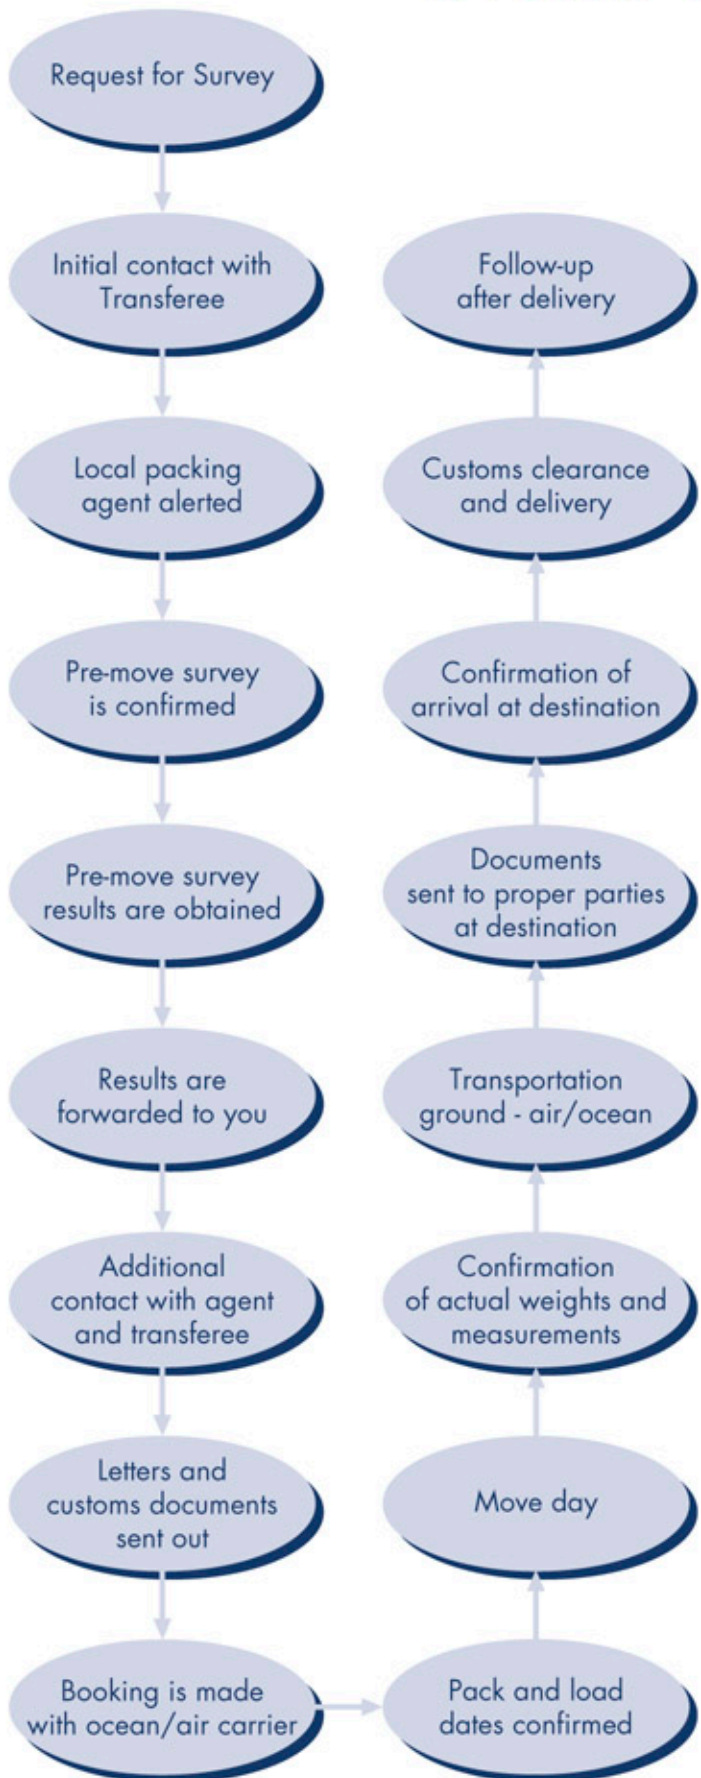 Request for Survey
Initial contact with
Transferee
Local packing
agent alerted
Pre-move survey
is confirmed
Pre-move survey
results are obtained
Results are
forwarded to you
Additional
contact with agent
and transferee
Letters and
customs documents
sent out
Booking is made
with ocean/air carrier
Pack and load
dates confirmed
Move day
Confirmation
of actual weights and
measurements
Transportation
ground - air/ocean
Documents
sent to proper parties
at destination
Confirmation of
arrival at destination
Customs clearance
and delivery
Follow-up
after delivery